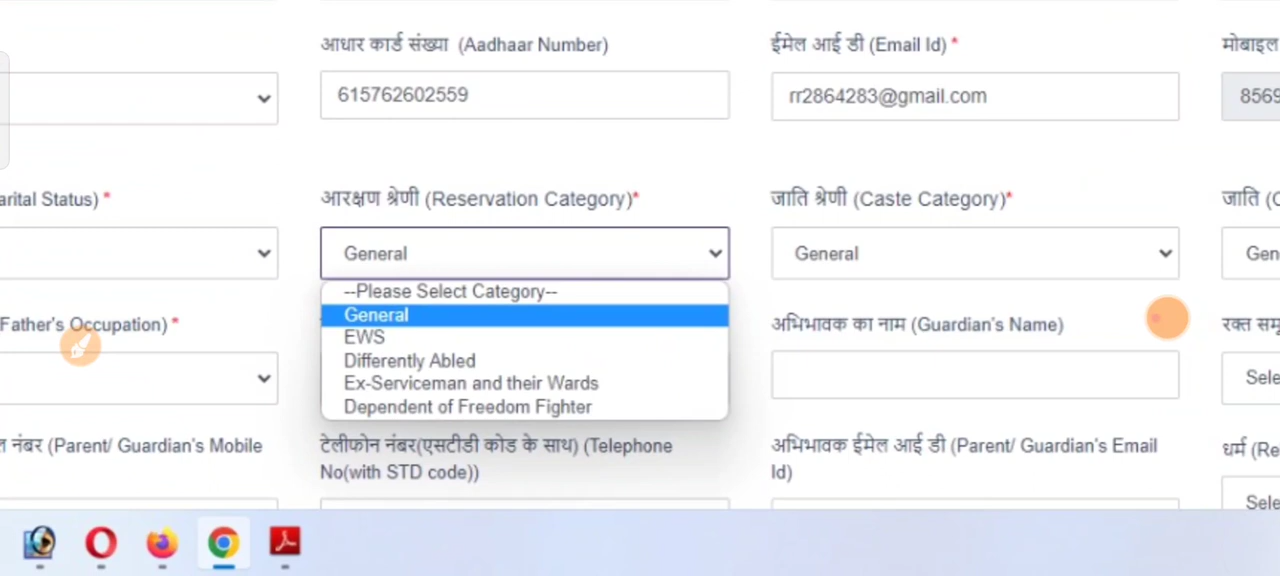 आधार कार्ड संख्या (Aadhaar Number)
ईमेल आई डी (Email Id) *
मोबाइल
615762602559
rr2864283@gmail.com
8569
arital Status) *
आरक्षण श्रेणी (Reservation Category)*
जाति श्रेणी (Caste Category)*
जाति (C
General
General
Gen
--Please Select Category--
General
EWS
Differently Abled
Ex-Serviceman and their Wards
Dependent of Freedom Fighter
Father's Occupation) *
अभिभावक का नाम (Guardian's Name)
रक्त समू
Sele
ल नंबर (Parent/ Guardian's Mobile
टेलीफोन नंबर(एसटीडी कोड के साथ) (Telephone
No(with STD code))
अभिभावक ईमेल आई डी (Parent/ Guardian's Email
Id)
धर्म (Re
Sele